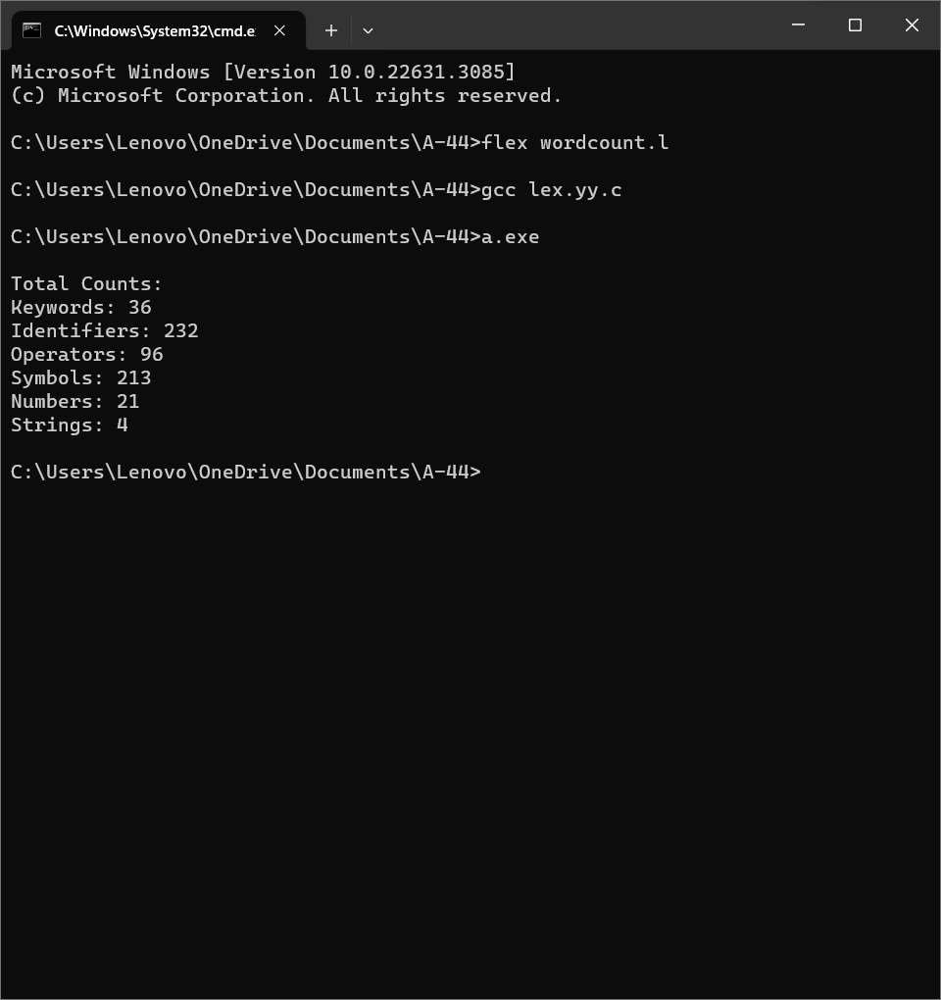 C:\Windows\System32\cmd.e
Microsoft Windows [Version 10.0.22631.3085]
(c) Microsoft Corporation. All rights reserved.
C:\Users\Lenovo\OneDrive\Documents\A-44>flex wordcount.l
C:\Users\Lenovo\OneDrive\Documents\A-44>gcc lex.yy.c
C:\Users\Lenovo\OneDrive\Documents\A-44>a.exe
Total Counts:
Keywords: 36
Identifiers: 232
Operators: 96
Symbols: 213
Numbers: 21
Strings: 4
C:\Users\Lenovo\OneDrive\Documents\A-44>